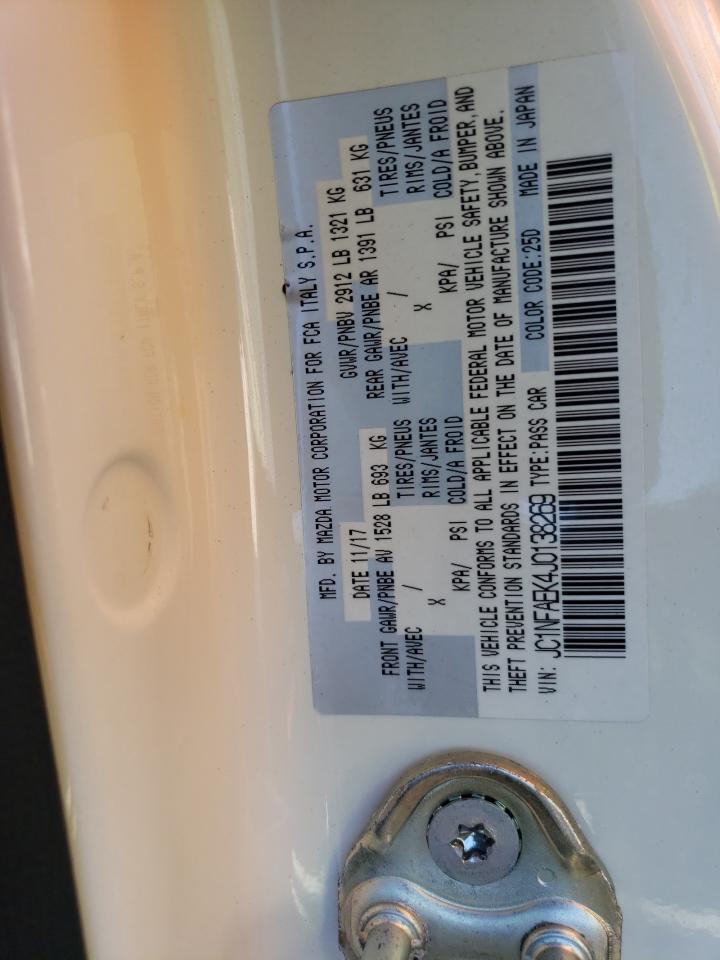 MFD. BY MAZDA MOTOR CORPORATION FOR FCA ITALY S.P.A.
DATE 11/17 GVWR/PNBV 2912 LB 1321 KG
FRONT GAWR/PNBE AV 1528 LB 693 KG REAR GAWR/PNBE AR 1391 LB 631 KG
WITH/AVEC / TIRES/PNEUS WITH/AVEC / TIRES/PNEUS
X RIMS/JANTES X RIMS/JANTES
KPA/ PSI COLD/A FROID KPA/ PSI COLD/A FROID
THIS VEHICLE CONFORMS TO ALL APPLICABLE FEDERAL MOTOR VEHICLE SAFETY,BUMPER,AND
THEFT PREVENTION STANDARDS IN EFFECT ON THE DATE OF MANUFACTURE SHOWN ABOVE.
VIN: JC1NFAEK4J0138269 TYPE:PASS CAR COLOR CODE:25D MADE IN JAPAN